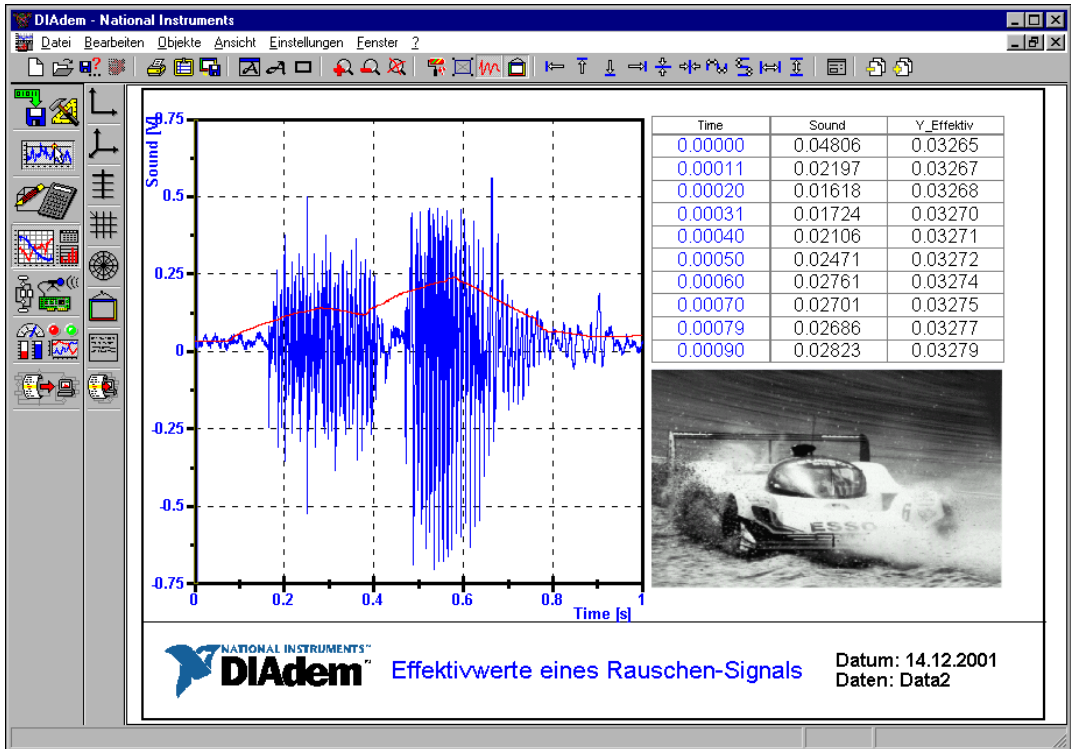 DIAdem - National Instruments
Datei Bearbeiten Objekte Ansicht Einstellungen Fenster ?
Sound [V]
0.75
0.5
0.25
0
-0.25
-0.5
-0.75
0 0.2 0.4 0.6 0.8 1
Time [s]
Time Sound Y_Effektiv
0.00000 0.04806 0.03265
0.00011 0.02197 0.03267
0.00020 0.01618 0.03268
0.00031 0.01724 0.03270
0.00040 0.02106 0.03271
0.00050 0.02471 0.03272
0.00060 0.02761 0.03274
0.00070 0.02701 0.03275
0.00079 0.02686 0.03277
0.00090 0.02823 0.03279
ESSO
NATIONAL INSTRUMENTS™
DIAdem™
Effektivwerte eines Rauschen-Signals
Datum: 14.12.2001
Daten: Data2